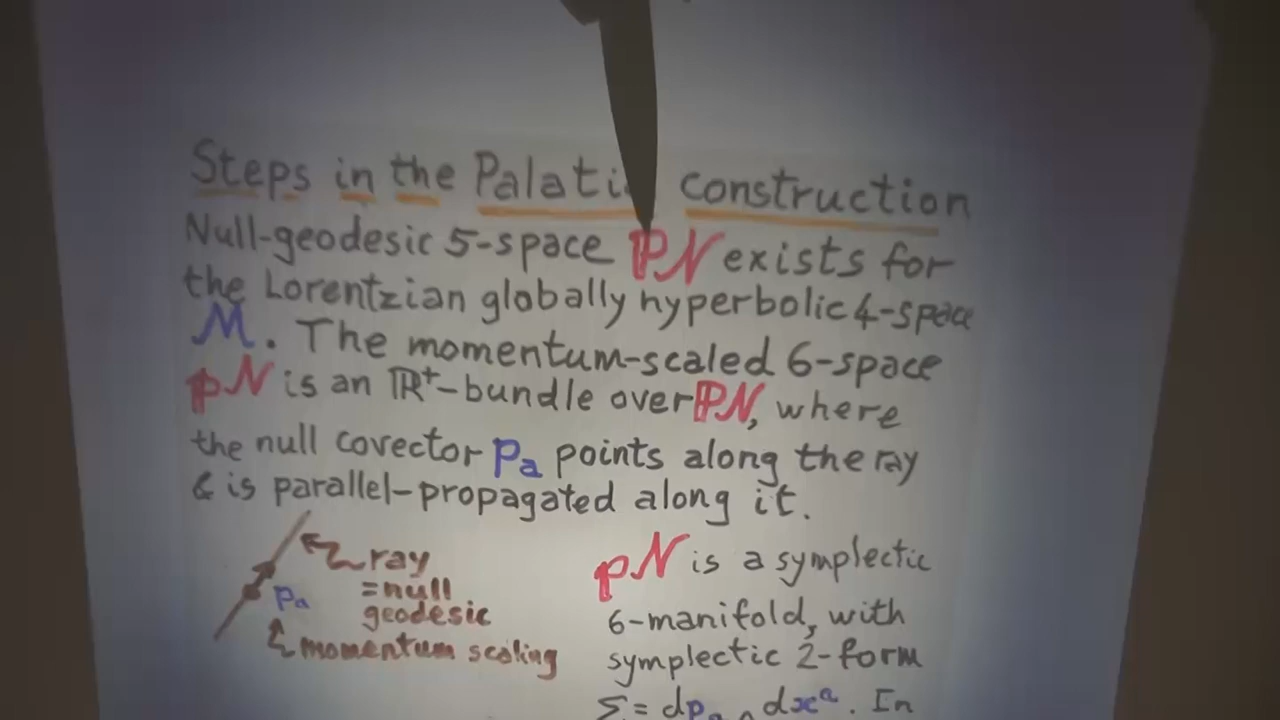 Steps in the Palati construction
Null-geodesic 5-space ℙN exists for
the Lorentzian globally hyperbolic 4-space
M. The momentum-scaled 6-space
pN is an ℝ⁺-bundle over ℙN, where
the null covector pₐ points along the ray
& is parallel-propagated along it.
ray
= null
geodesic
pₐ
momentum scaling
pN is a symplectic
6-manifold, with
symplectic 2-form
Σ = dpₐ ∧ dxᵃ. In